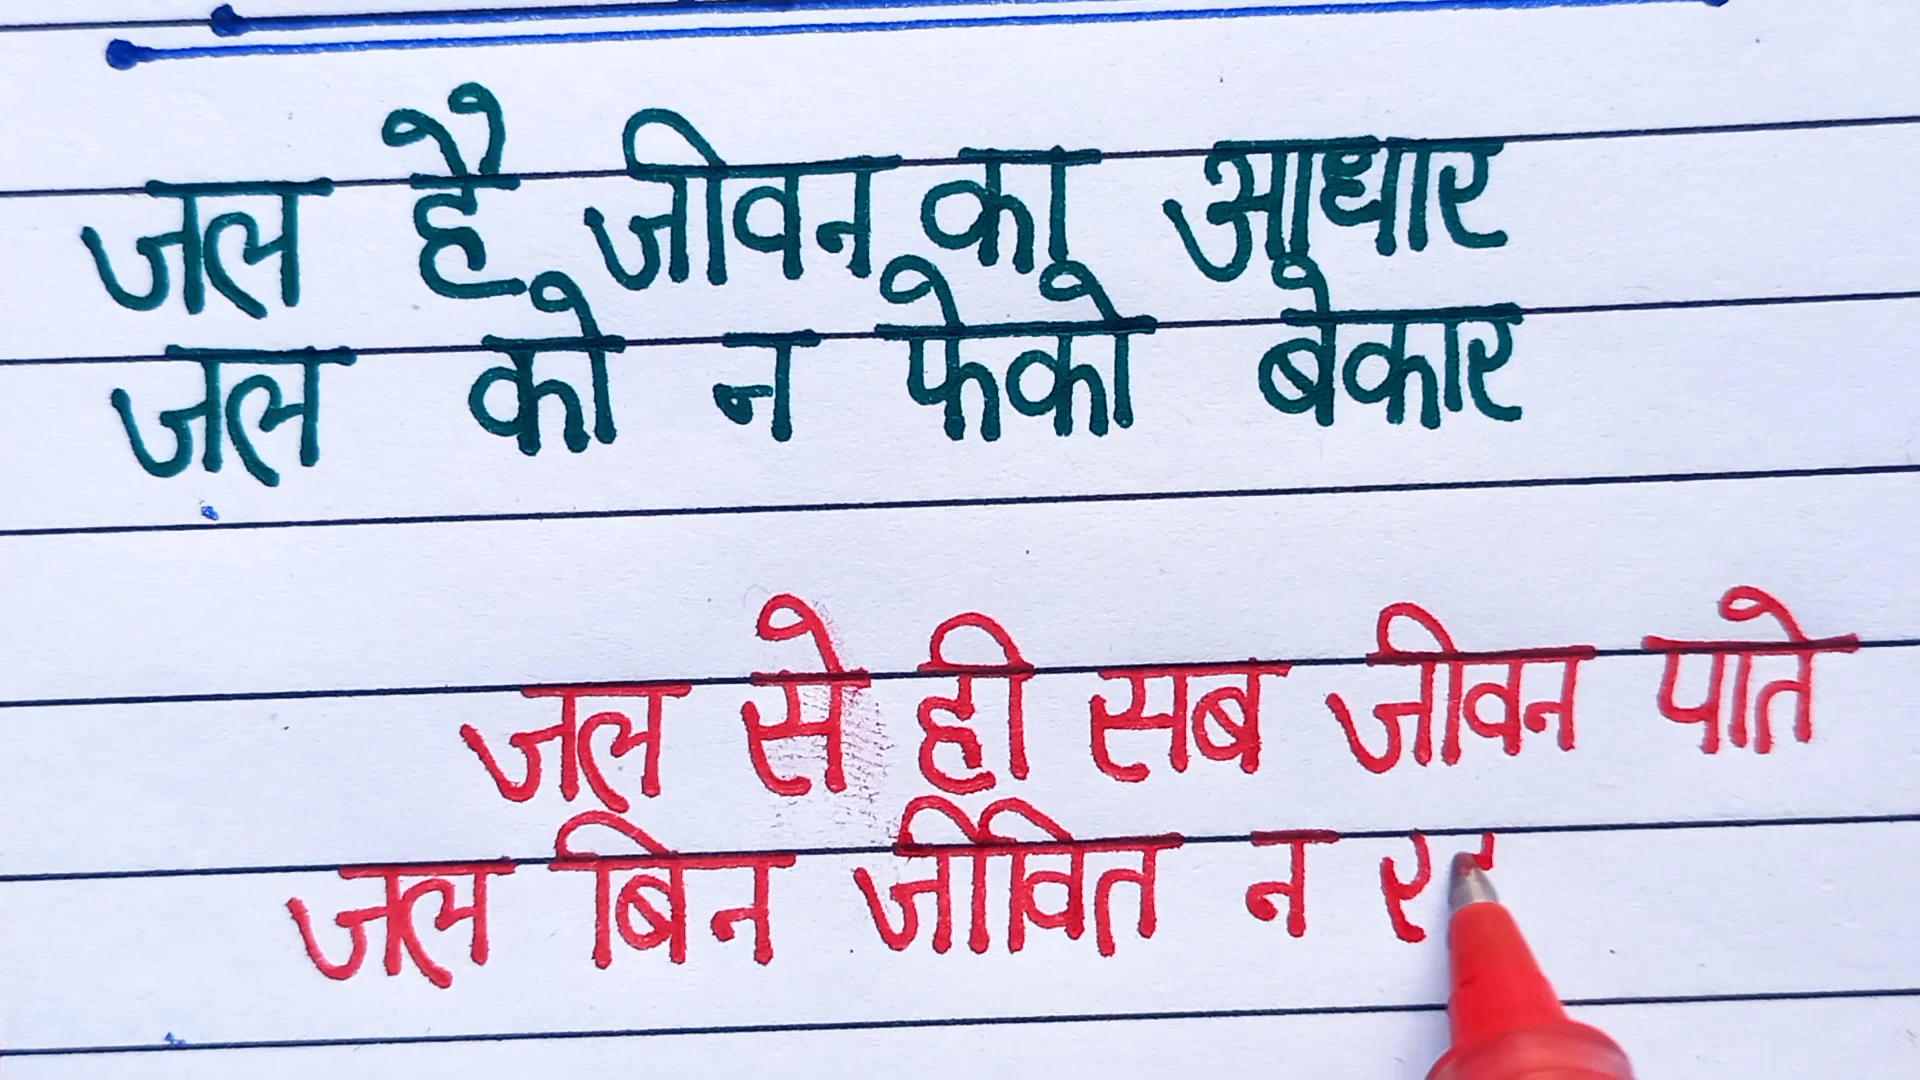 जल है जीवन का आधार
जल को न फेको बेकार
जल से ही सब जीवन पाते
जल बिन जीवित न